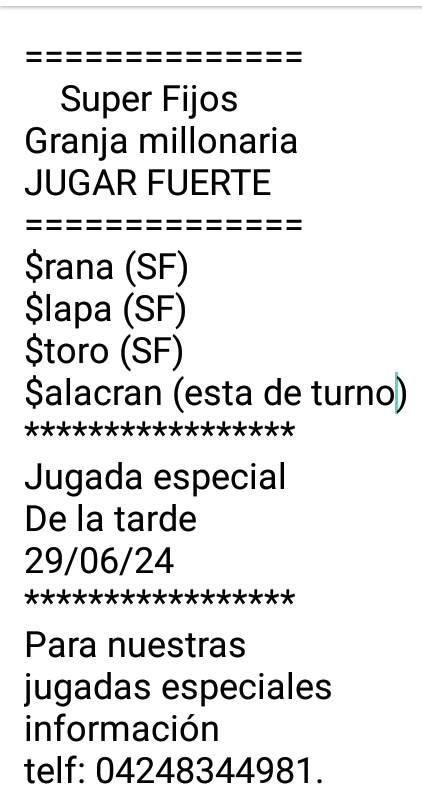 ==============
Super Fijos
Granja millonaria
JUGAR FUERTE
==============
$rana (SF)
$lapa (SF)
$toro (SF)
$alacran (esta de turno)
*****************
Jugada especial
De la tarde
29/06/24
*****************
Para nuestras
jugadas especiales
información
telf: 04248344981.